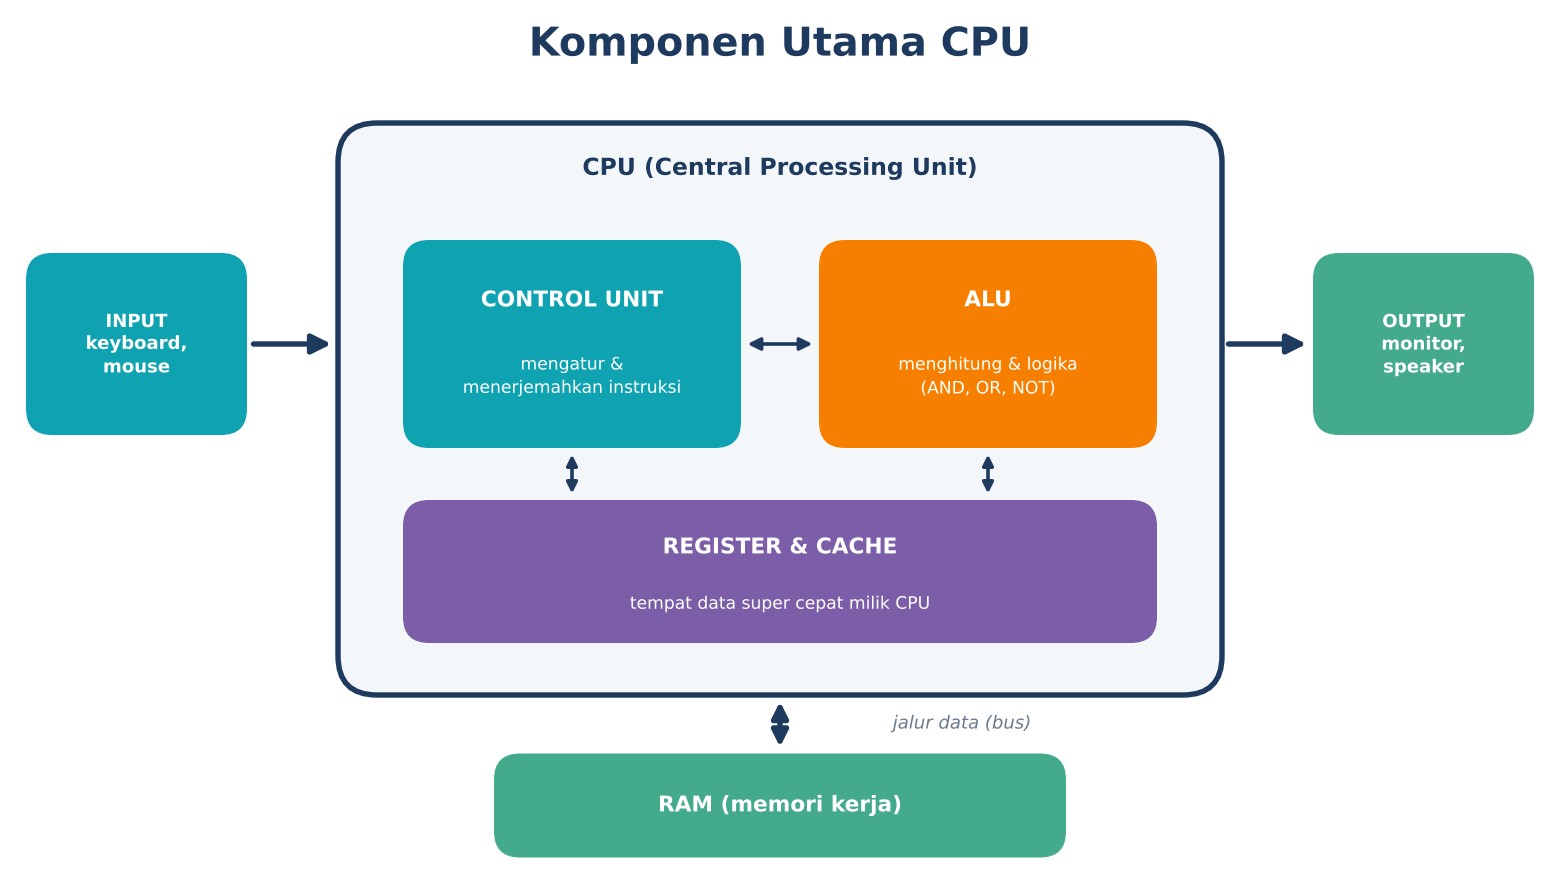 Komponen Utama CPU
CPU (Central Processing Unit)
INPUT
keyboard,
mouse
CONTROL UNIT
mengatur &
menerjemahkan instruksi
ALU
menghitung & logika
(AND, OR, NOT)
OUTPUT
monitor,
speaker
REGISTER & CACHE
tempat data super cepat milik CPU
jalur data (bus)
RAM (memori kerja)